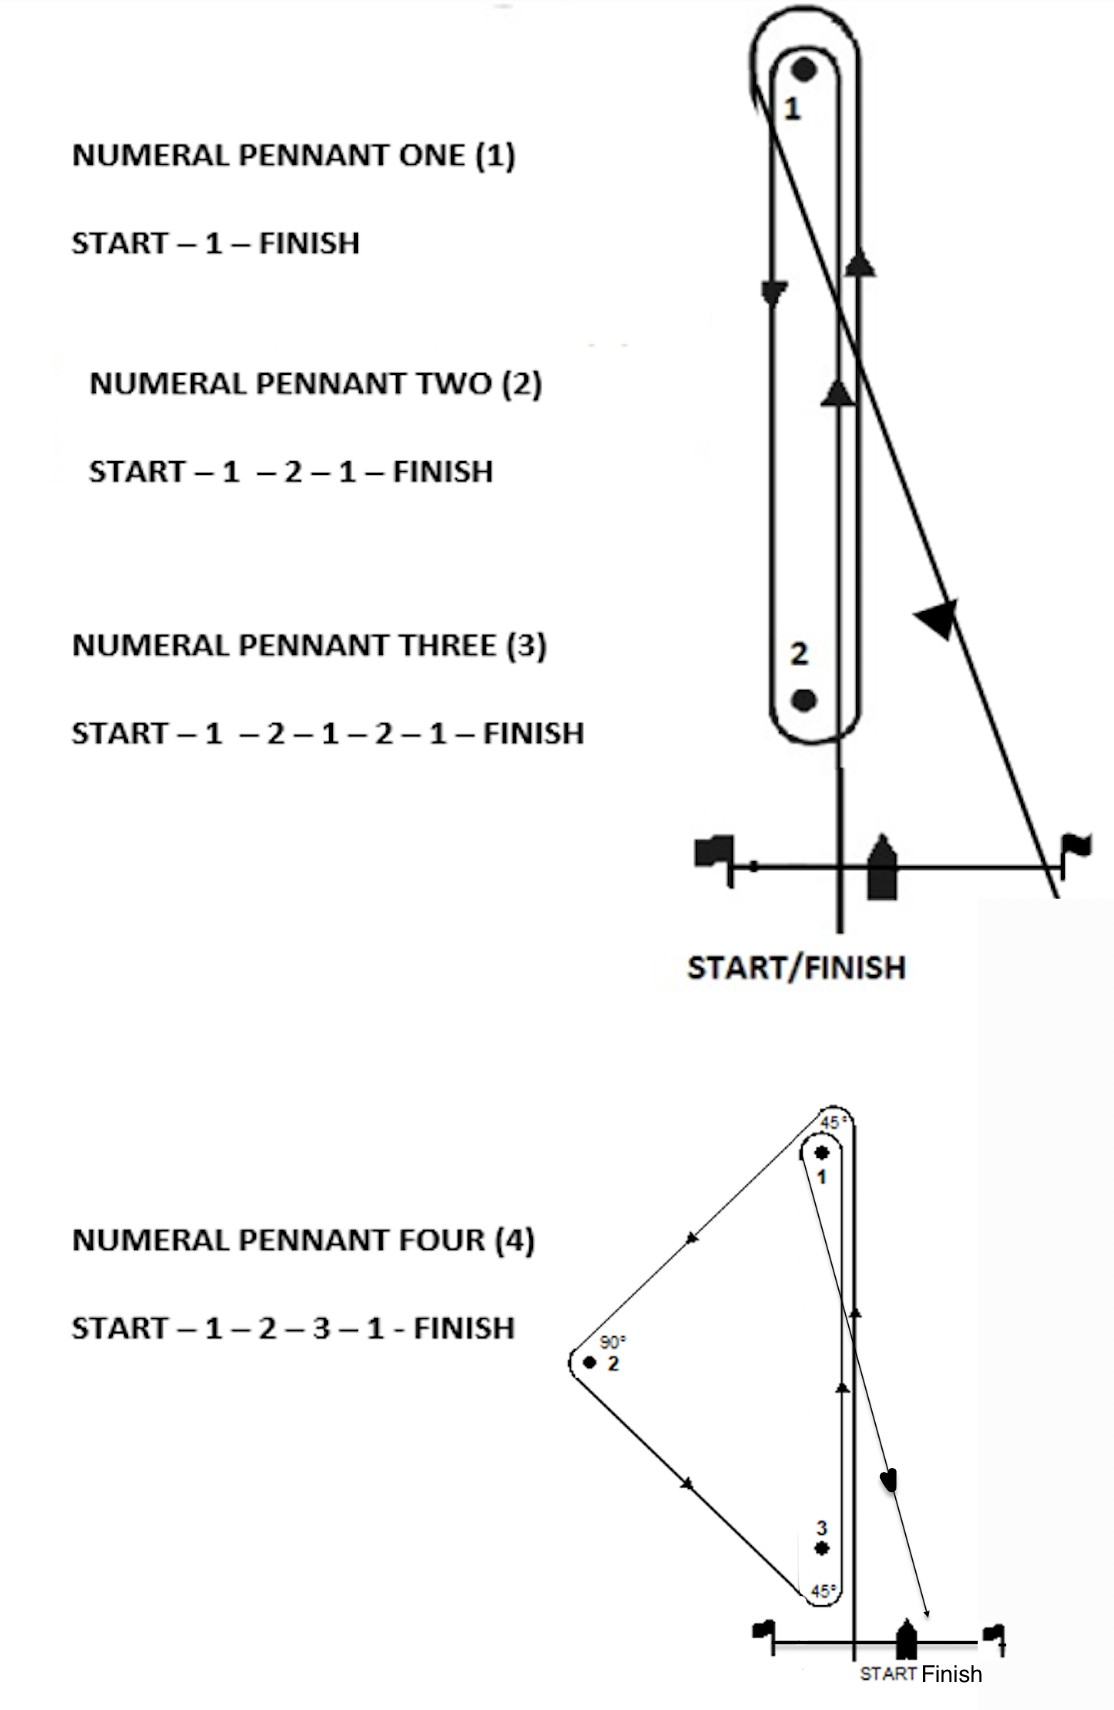 1
NUMERAL PENNANT ONE (1)
START – 1 – FINISH
NUMERAL PENNANT TWO (2)
START – 1 – 2 – 1 – FINISH
NUMERAL PENNANT THREE (3)
2
START – 1 – 2 – 1 – 2 – 1 – FINISH
START/FINISH
45°
1
NUMERAL PENNANT FOUR (4)
START – 1 – 2 – 3 – 1 - FINISH
90°
2
3
45°
START Finish